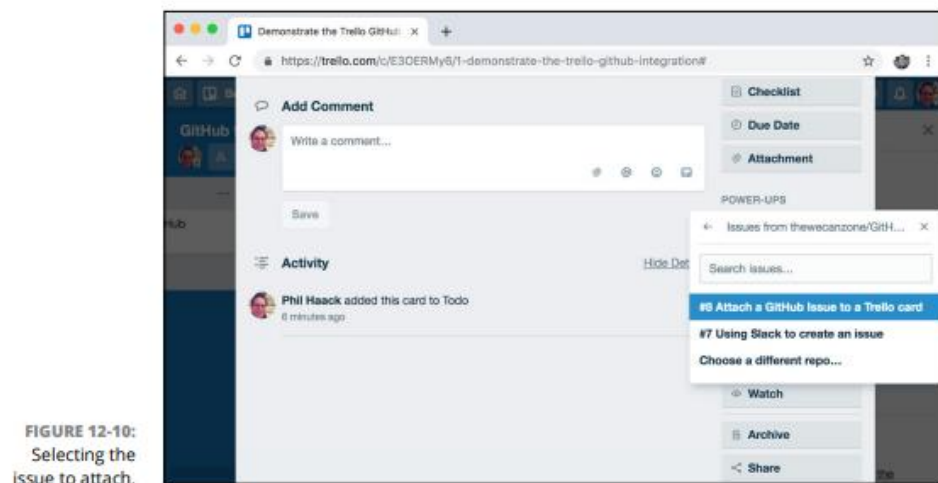 Demonstrate the Trello GitHub
https://trello.com/c/E3OERMy6/1-demonstrate-the-trello-github-integration#
GitHub
Add Comment
Write a comment...
Save
Activity
Hide Det
Phil Haack added this card to Todo
6 minutes ago
Checklist
Due Date
Attachment
POWER-UPS
Issues from thewecanzone/GitH...
Search issues...
#8 Attach a GitHub Issue to a Trello card
#7 Using Slack to create an issue
Choose a different repo...
Watch
Archive
Share
the
FIGURE 12-10:
Selecting the
issue to attach.